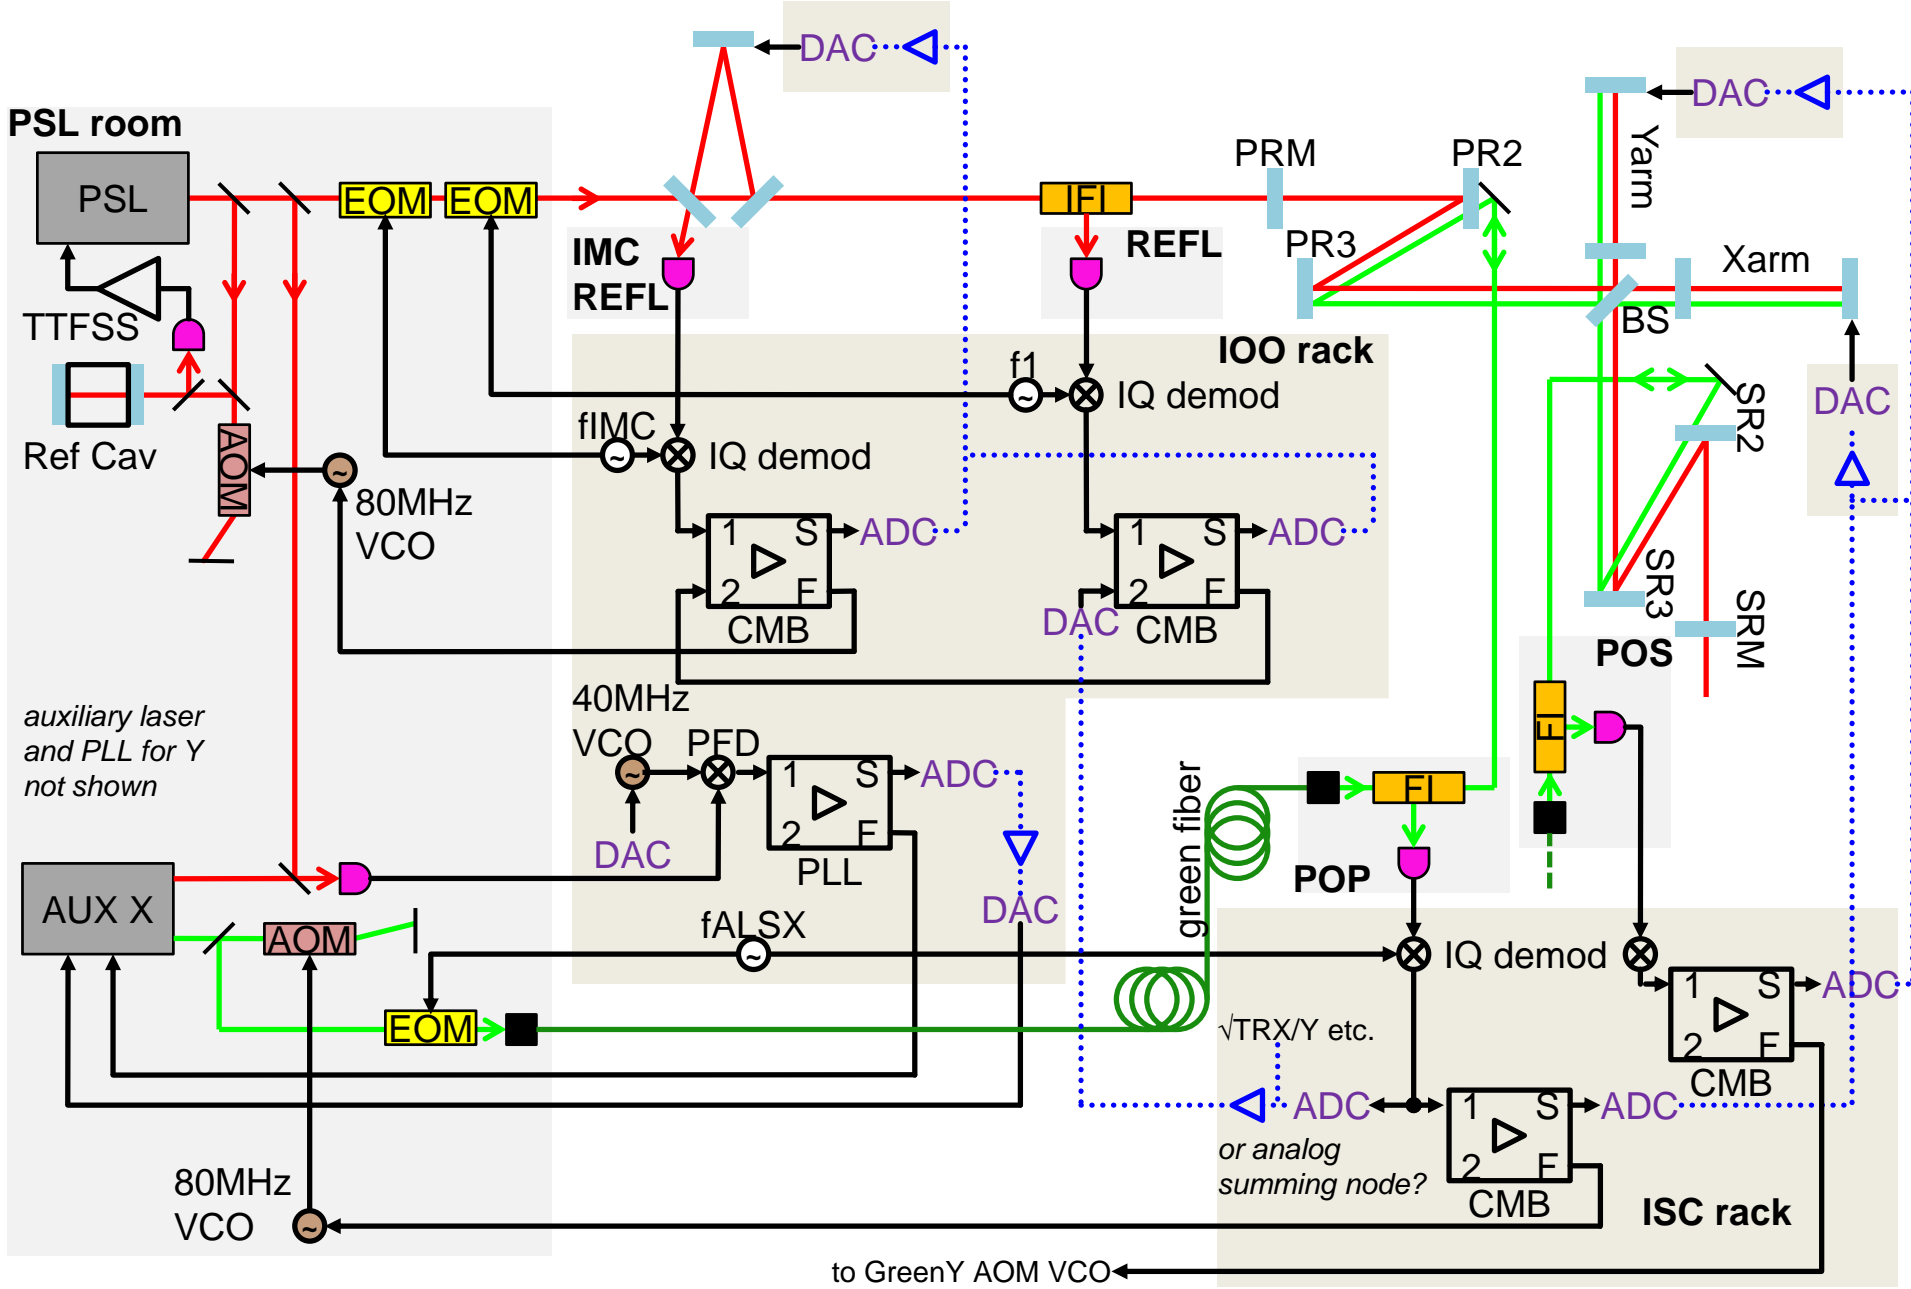 DAC
DAC
PSL room
PSL
EOM
EOM
IFI
PRM
PR2
Yarm
IMC
REFL
REFL
PR3
Xarm
BS
TTFSS
IOO rack
f1
IQ demod
fIMC
IQ demod
SR2
DAC
Ref Cav
AOM
80MHz
VCO
1
S
2
F
ADC
CMB
1
S
2
F
ADC
DAC
CMB
SR3
SRM
POS
auxiliary laser
and PLL for Y
not shown
40MHz
VCO
PFD
DAC
1
S
2
F
PLL
ADC
DAC
green fiber
FI
POP
FI
AUX X
AOM
fALSX
EOM
IQ demod
1
S
2
F
CMB
ADC
√TRX/Y etc.
ADC
1
S
2
F
CMB
ADC
or analog
summing node?
ISC rack
80MHz
VCO
to GreenY AOM VCO